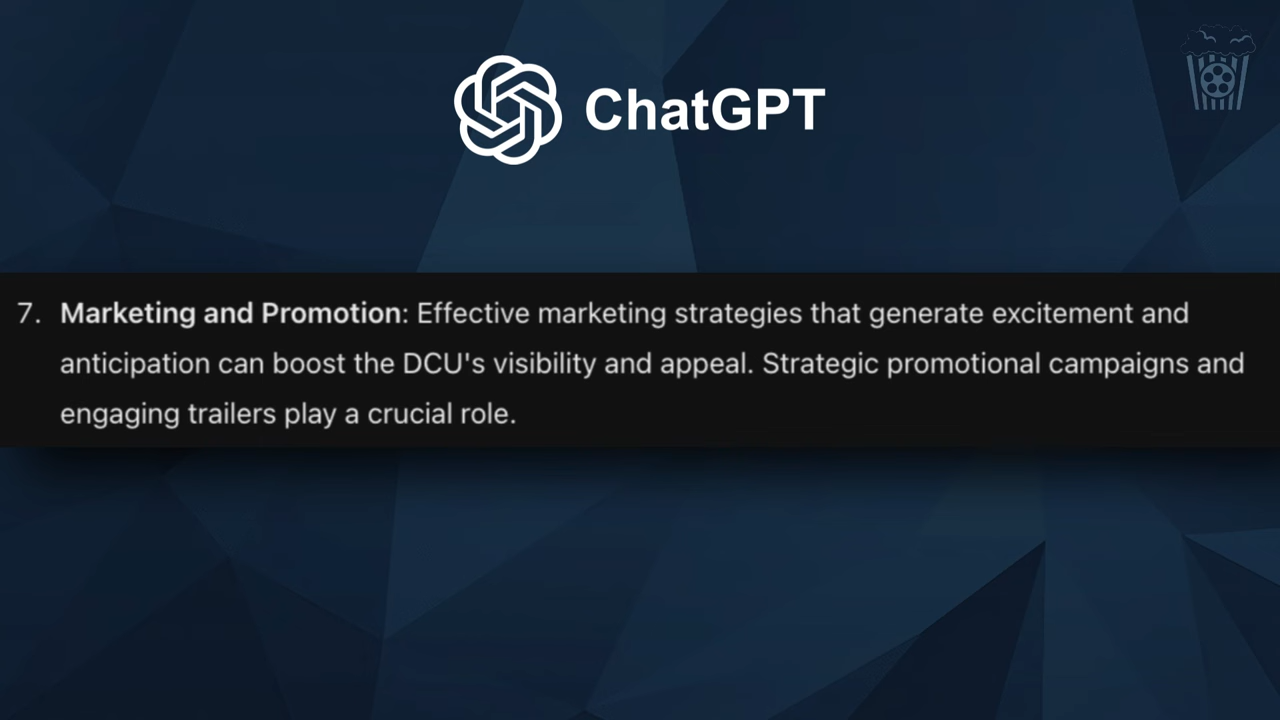 ChatGPT
7. Marketing and Promotion: Effective marketing strategies that generate excitement and
anticipation can boost the DCU's visibility and appeal. Strategic promotional campaigns and
engaging trailers play a crucial role.